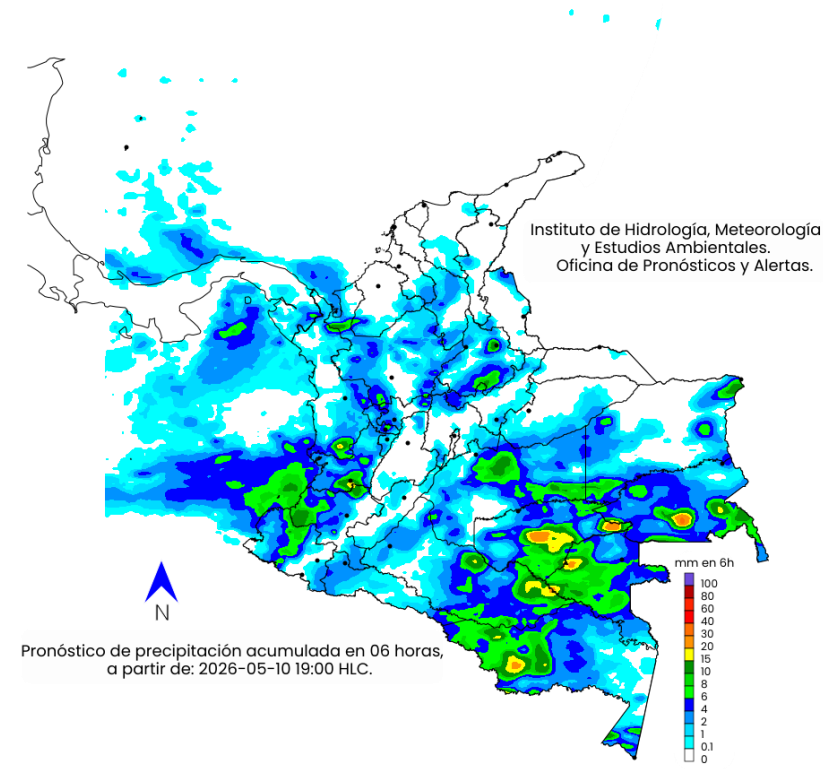 Instituto de Hidrología, Meteorología
y Estudios Ambientales.
Oficina de Pronósticos y Alertas.
mm en 6h
100
80
60
40
30
20
15
10
8
6
4
2
1
0.1
0
N
Pronóstico de precipitación acumulada en 06 horas,
a partir de: 2026-05-10 19:00 HLC.